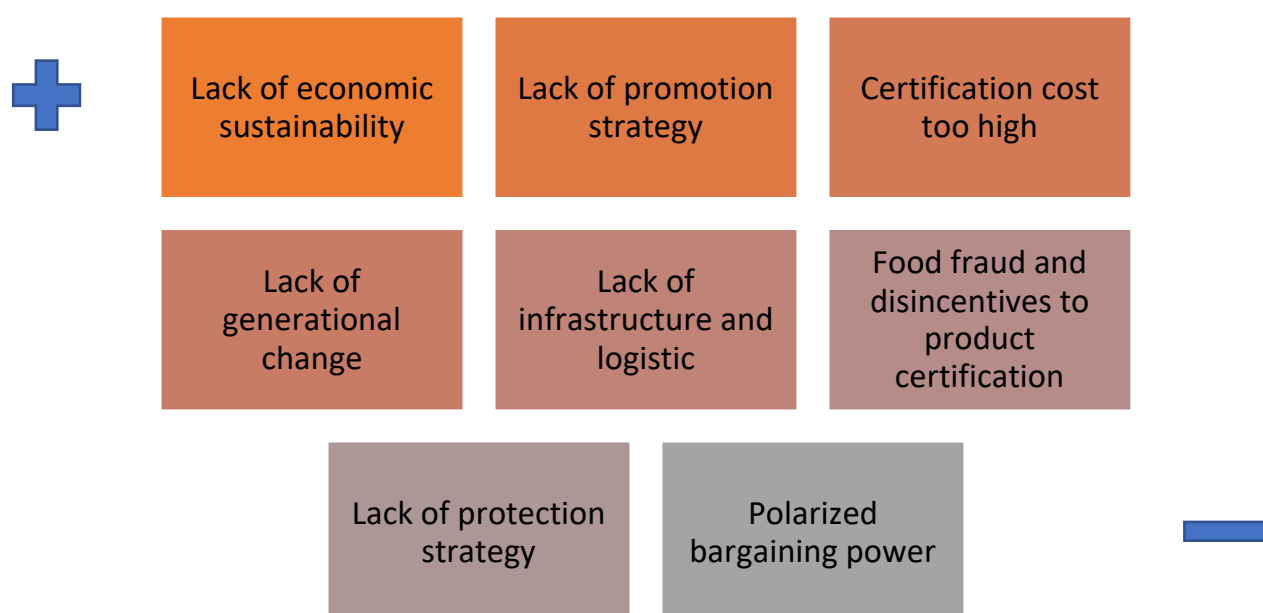 Lack of economic
sustainability
Lack of promotion
strategy
Certification cost
too high
Lack of
generational
change
Lack of
infrastructure and
logistic
Food fraud and
disincentives to
product
certification
Lack of protection
strategy
Polarized
bargaining power